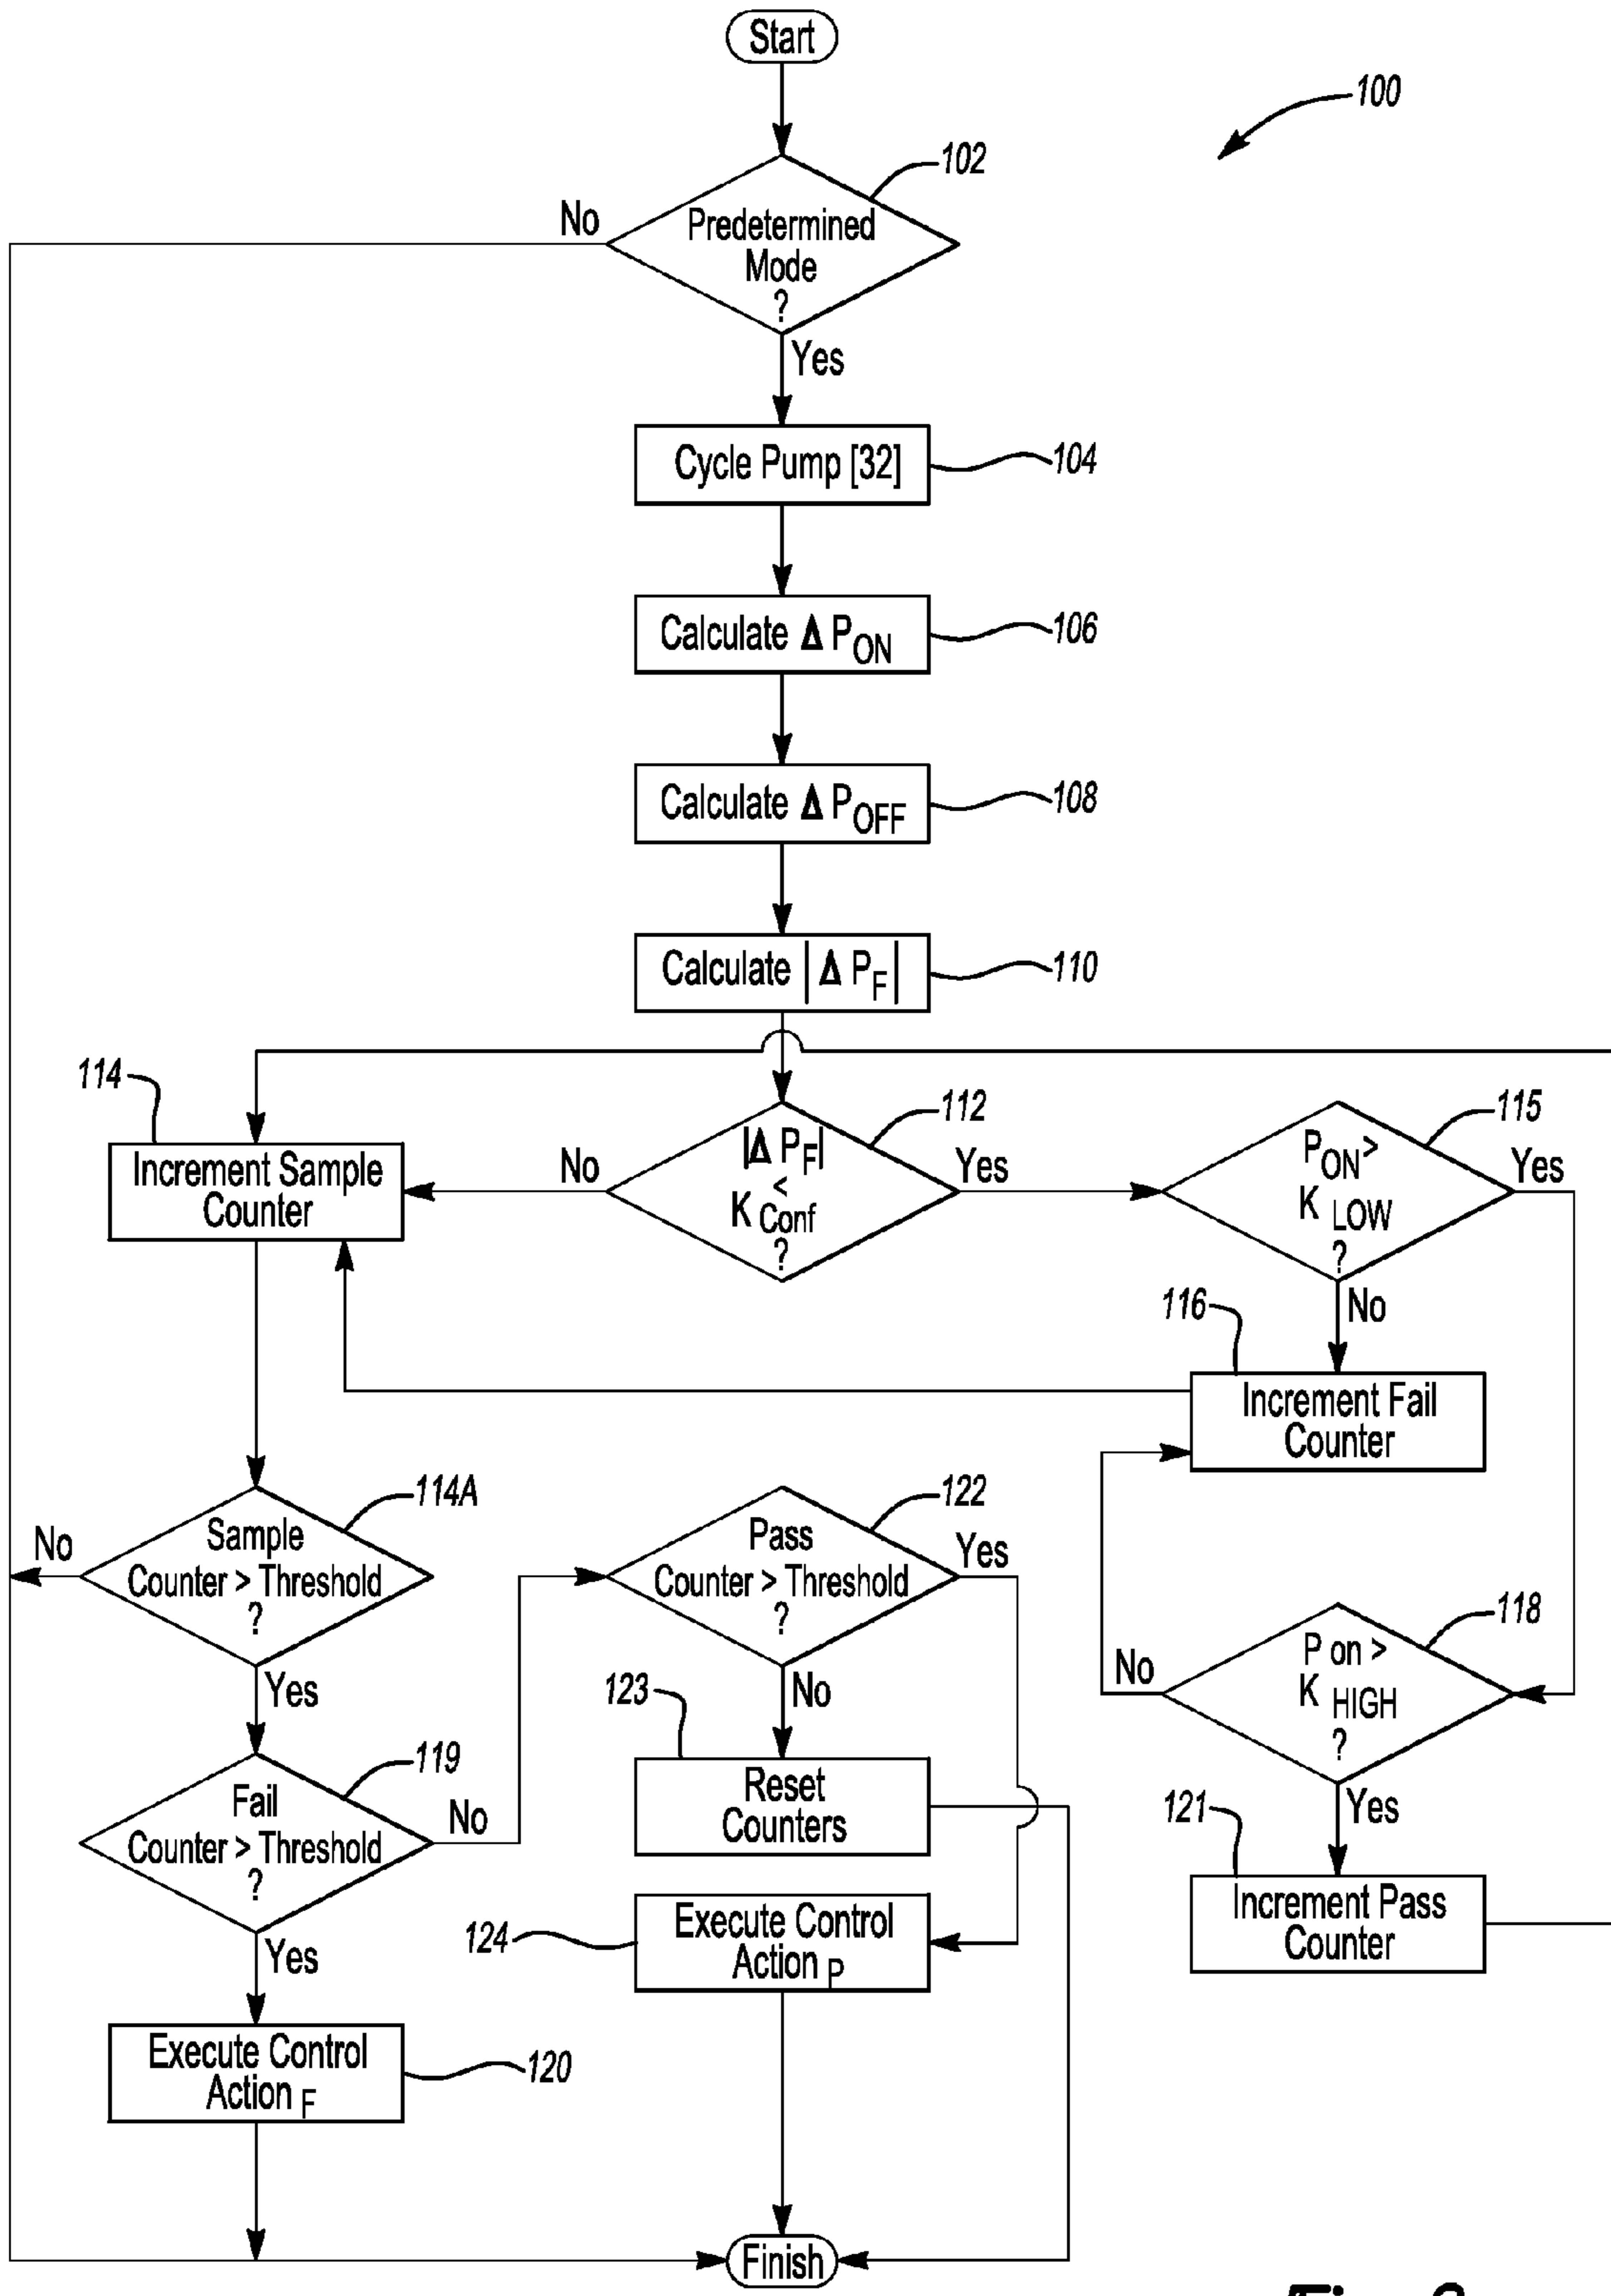 Start
100
102
No
Predetermined
Mode
?
Yes
Cycle Pump [32]
104
Calculate Δ P_ON
106
Calculate Δ P_OFF
108
Calculate |Δ P_F|
110
114
Increment Sample
Counter
No
112
|Δ P_F|
<
K Conf
?
Yes
115
P_ON >
K LOW
?
Yes
No
116
Increment Fail
Counter
114A
No
Sample
Counter > Threshold
?
Yes
122
Pass
Counter > Threshold
?
Yes
No
118
P on >
K HIGH
?
No
Yes
123
Reset
Counters
119
Fail
Counter > Threshold
?
No
Yes
121
Increment Pass
Counter
124
Execute Control
Action P
Execute Control
Action F
120
Finish